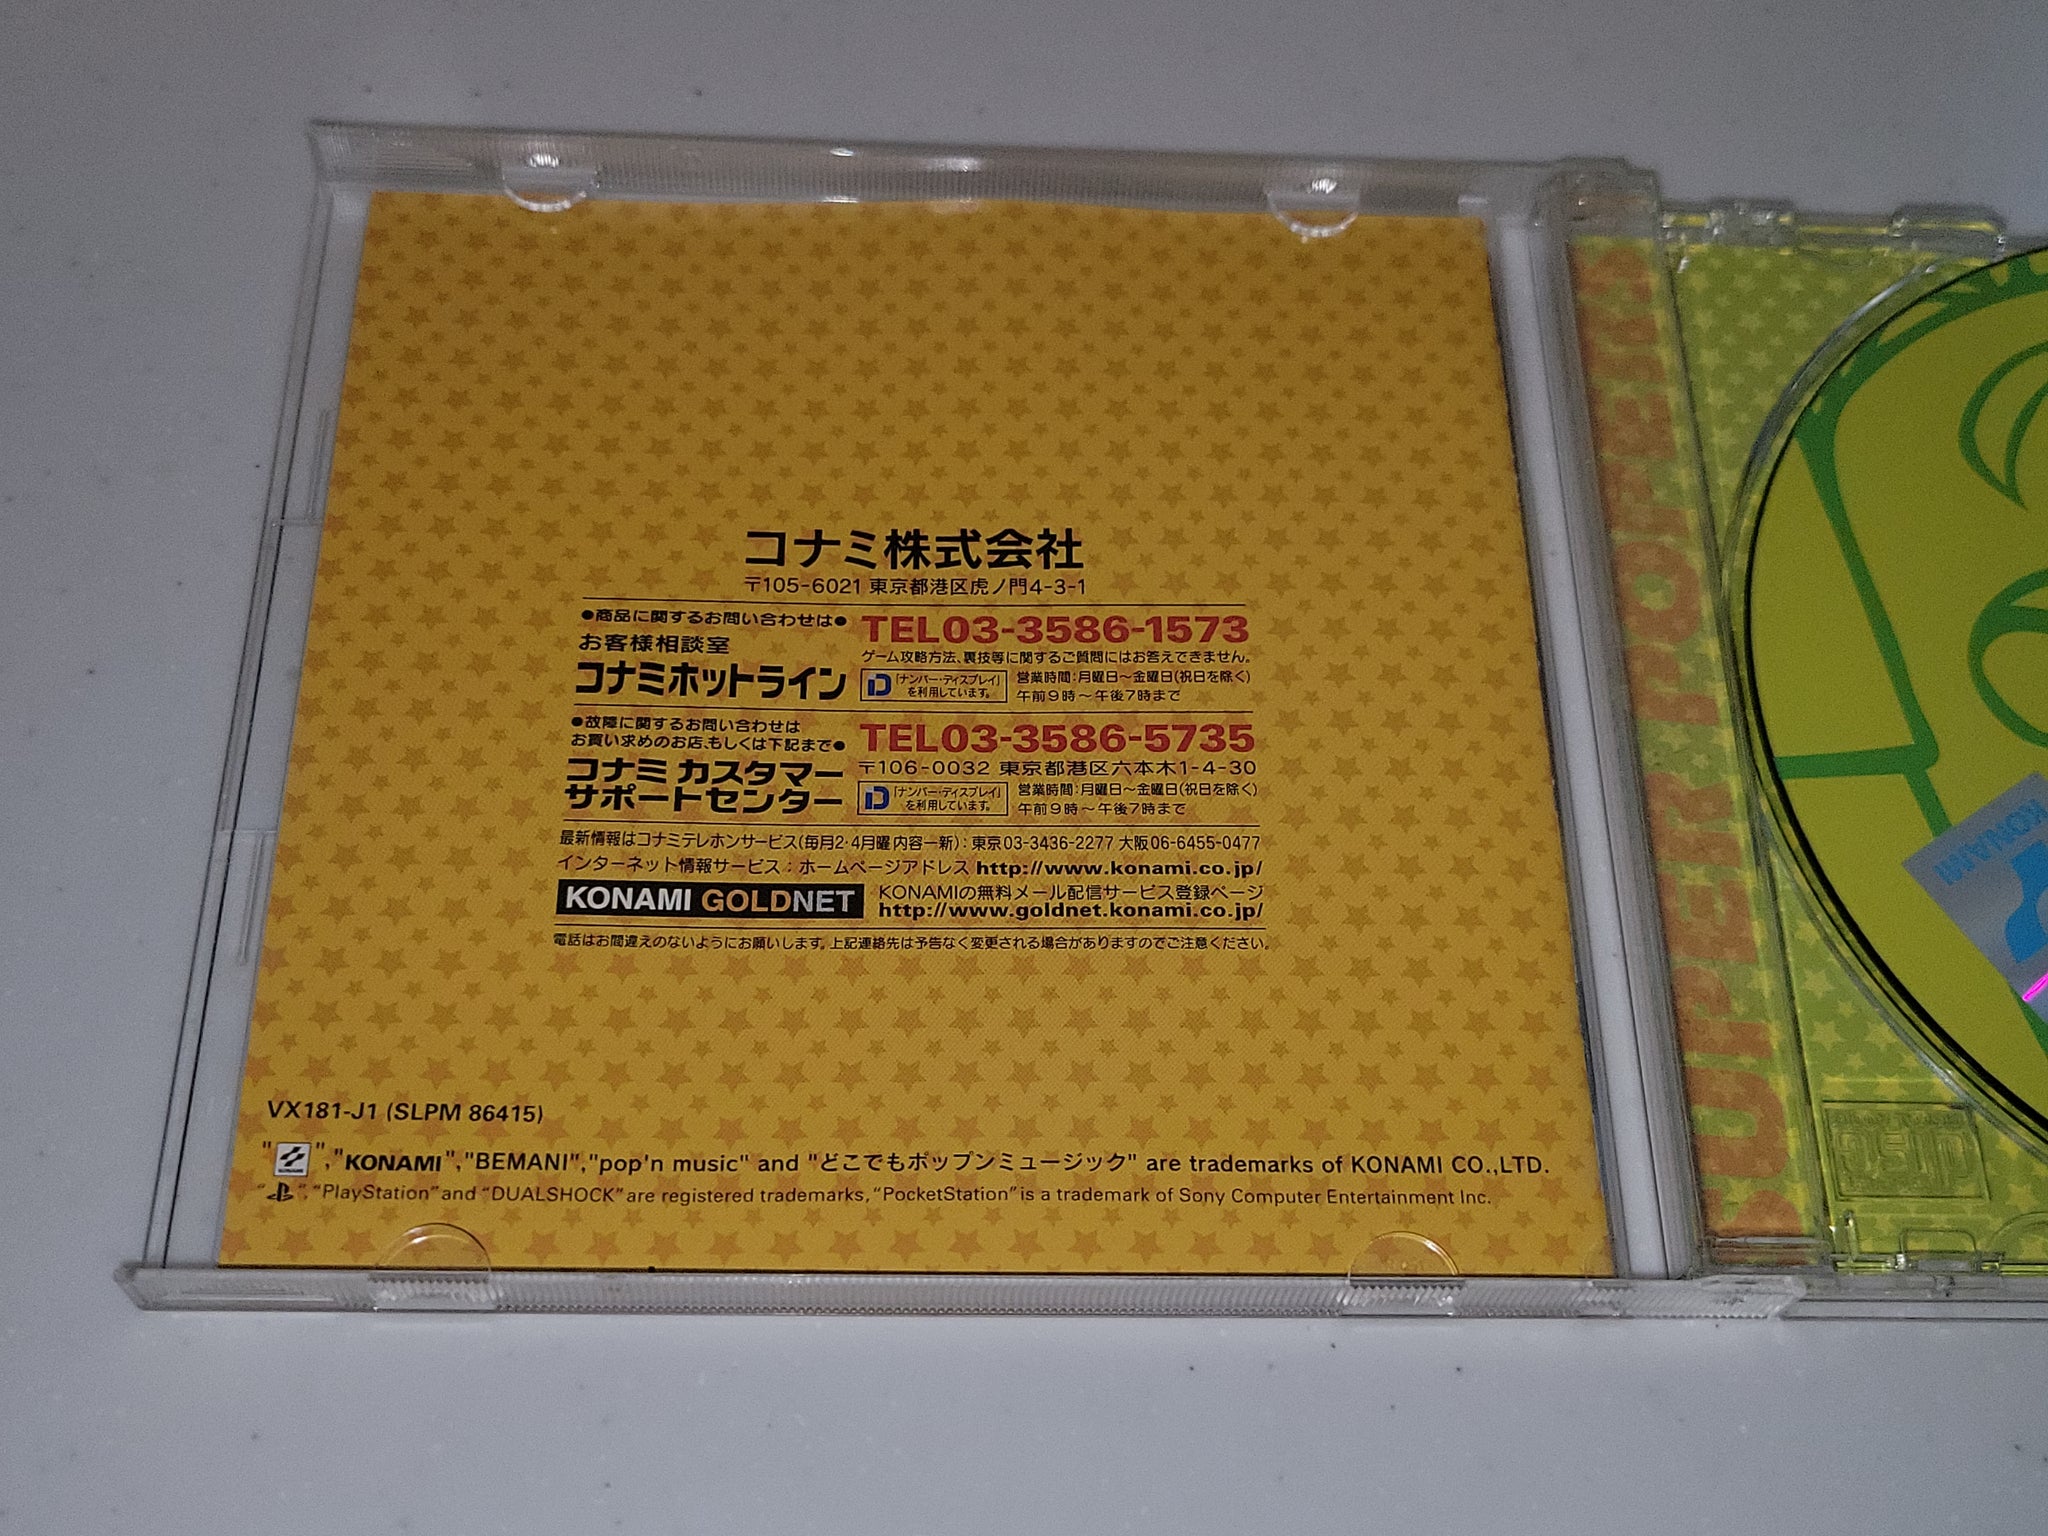 コナミ株式会社
〒105-6021 東京都港区虎ノ門4-3-1
●商品に関するお問い合わせは●
お客様相談室
コナミホットライン
TEL03-3586-1573
ゲーム攻略方法、裏技等に関するご質問にはお答えできません。
「ナンバー・ディスプレイ」
を利用しています。
営業時間:月曜日〜金曜日(祝日を除く)
午前9時〜午後7時まで
●故障に関するお問い合わせは
お買い求めのお店、もしくは下記まで●
コナミ カスタマー
サポートセンター
TEL03-3586-5735
〒106-0032 東京都港区六本木1-4-30
「ナンバー・ディスプレイ」
を利用しています。
営業時間:月曜日〜金曜日(祝日を除く)
午前9時〜午後7時まで
最新情報はコナミテレホンサービス(毎月2・4月曜 内容一新):東京03-3436-2277 大阪06-6455-0477
インターネット情報サービス:ホームページアドレス http://www.konami.co.jp/
KONAMI GOLDNET
KONAMIの無料メール配信サービス登録ページ
http://www.goldnet.konami.co.jp/
電話はお間違えのないようにお願いします。上記連絡先は予告なく変更される場合がありますのでご注意ください。
VX181-J1 (SLPM 86415)
"KONAMI","KONAMI","BEMANI","pop'n music" and "どこでもポップンミュージック" are trademarks of KONAMI CO.,LTD.
" ","PlayStation" and "DUALSHOCK" are registered trademarks, "PocketStation" is a trademark of Sony Computer Entertainment Inc.
SUPER POPEII
KONAMI